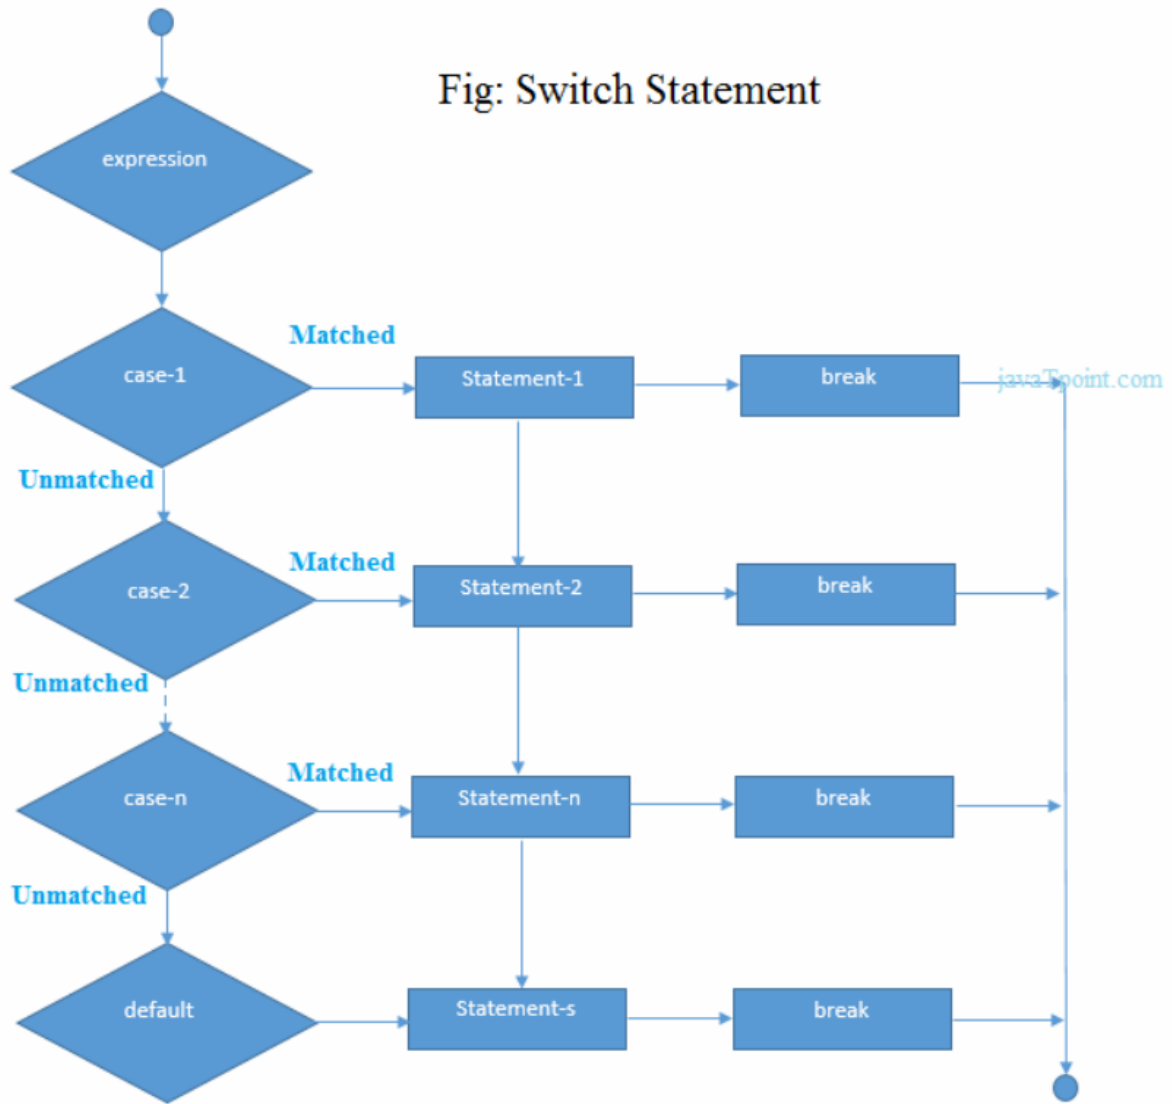 Fig: Switch Statement
expression
Matched
case-1
Statement-1
break
javaTpoint.com
Unmatched
Matched
case-2
Statement-2
break
Unmatched
Matched
case-n
Statement-n
break
Unmatched
default
Statement-s
break